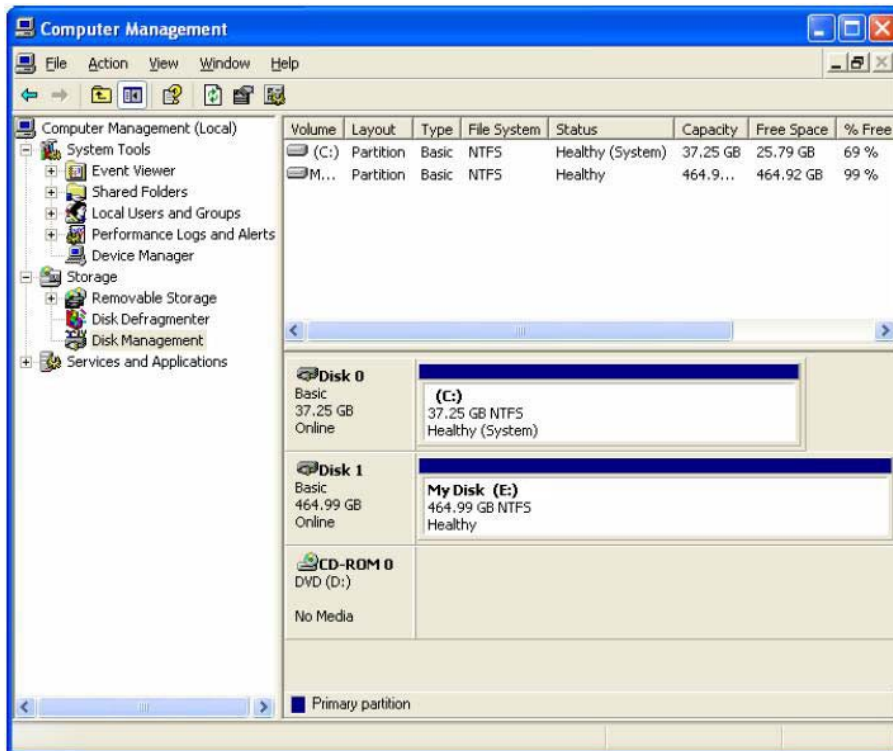 Computer Management
File Action View Window Help
Computer Management (Local)
System Tools
Event Viewer
Shared Folders
Local Users and Groups
Performance Logs and Alerts
Device Manager
Storage
Removable Storage
Disk Defragmenter
Disk Management
Services and Applications
Volume Layout Type File System Status Capacity Free Space % Free
(C:) Partition Basic NTFS Healthy (System) 37.25 GB 25.79 GB 69 %
M... Partition Basic NTFS Healthy 464.9... 464.92 GB 99 %
Disk 0
Basic
37.25 GB
Online
(C:)
37.25 GB NTFS
Healthy (System)
Disk 1
Basic
464.99 GB
Online
My Disk (E:)
464.99 GB NTFS
Healthy
CD-ROM 0
DVD (D:)
No Media
Primary partition